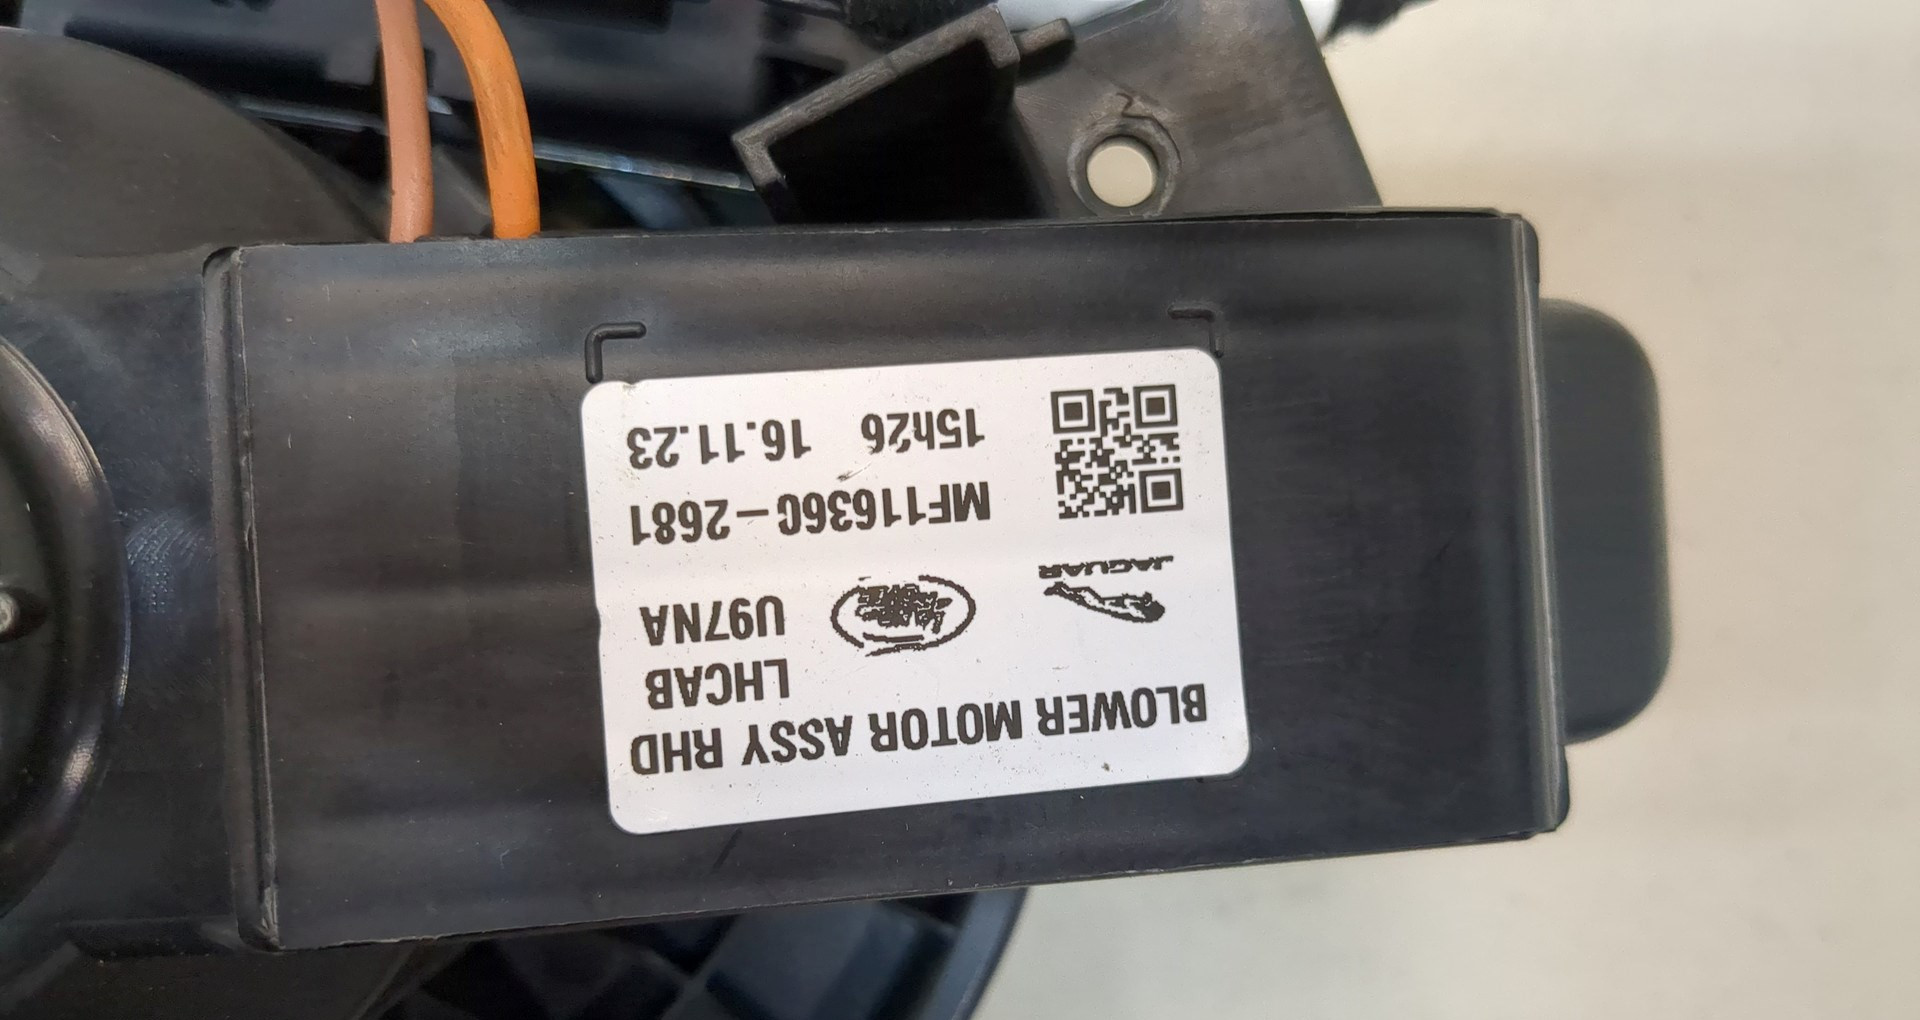 BLOWER MOTOR ASSY RHD
LHCAB
U97NA
JAGUAR
MF116360-2681
15h26 16.11.23